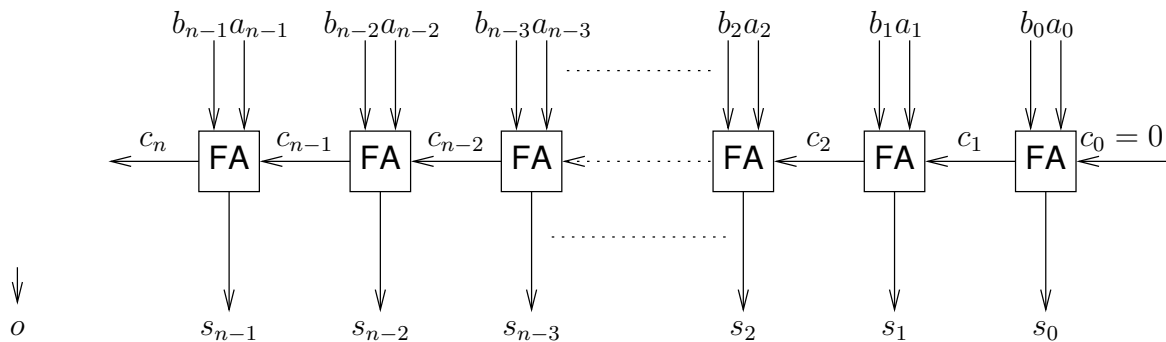 b_{n−1}a_{n−1} b_{n−2}a_{n−2} b_{n−3}a_{n−3} b_2a_2 b_1a_1 b_0a_0
c_n FA c_{n−1} FA c_{n−2} FA FA c_2 FA c_1 FA c_0 = 0
o s_{n−1} s_{n−2} s_{n−3} s_2 s_1 s_0